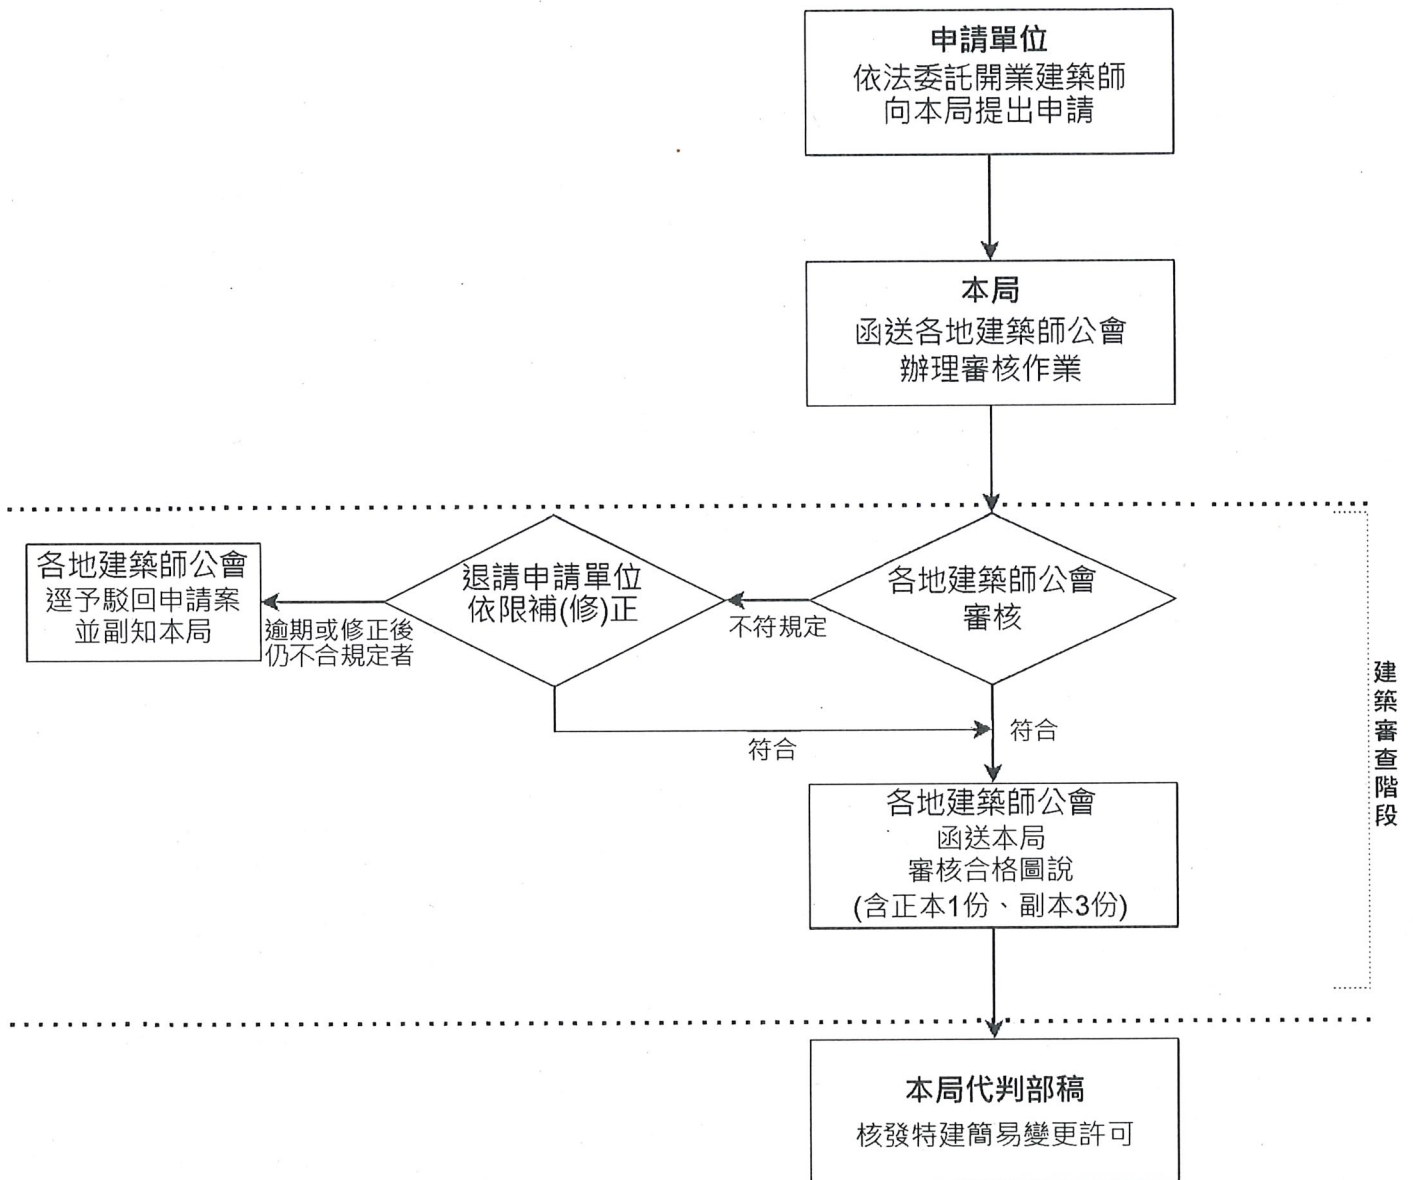 申請單位
依法委託開業建築師
向本局提出申請
本局
函送各地建築師公會
辦理審核作業
各地建築師公會
逕予駁回申請案
並副知本局
逾期或修正後
仍不合規定者
退請申請單位
依限補(修)正
不符規定
各地建築師公會
審核
符合
符合
各地建築師公會
函送本局
審核合格圖說
(含正本1份、副本3份)
建築審查階段
本局代判部稿
核發特建簡易變更許可